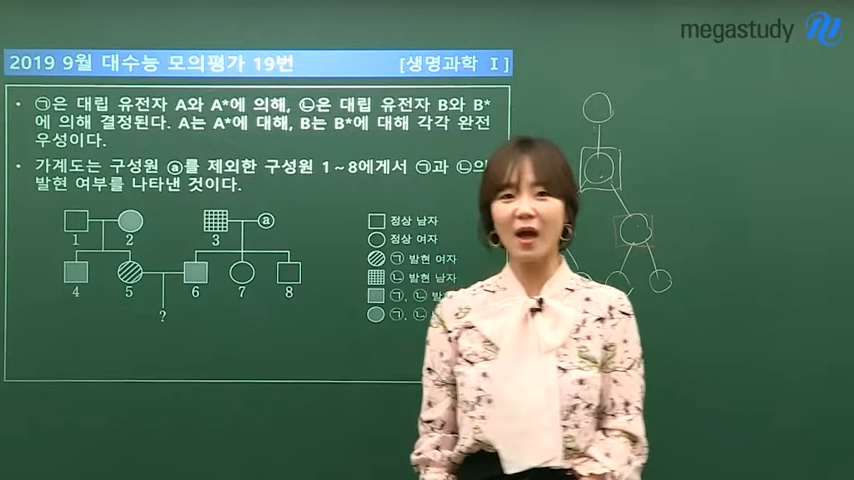 megastudy
2019 9월 대수능 모의평가 19번 [생명과학 Ⅰ]
• ㉠은 대립 유전자 A와 A*에 의해, ㉡은 대립 유전자 B와 B*
에 의해 결정된다. A는 A*에 대해, B는 B*에 대해 각각 완전
우성이다.
• 가계도는 구성원 ⓐ를 제외한 구성원 1~8에게서 ㉠과 ㉡의
발현 여부를 나타낸 것이다.
1 2 3 ⓐ
4 5 6 7 8
?
정상 남자
정상 여자
㉠ 발현 여자
㉡ 발현 남자
㉠, ㉡
㉠, ㉡